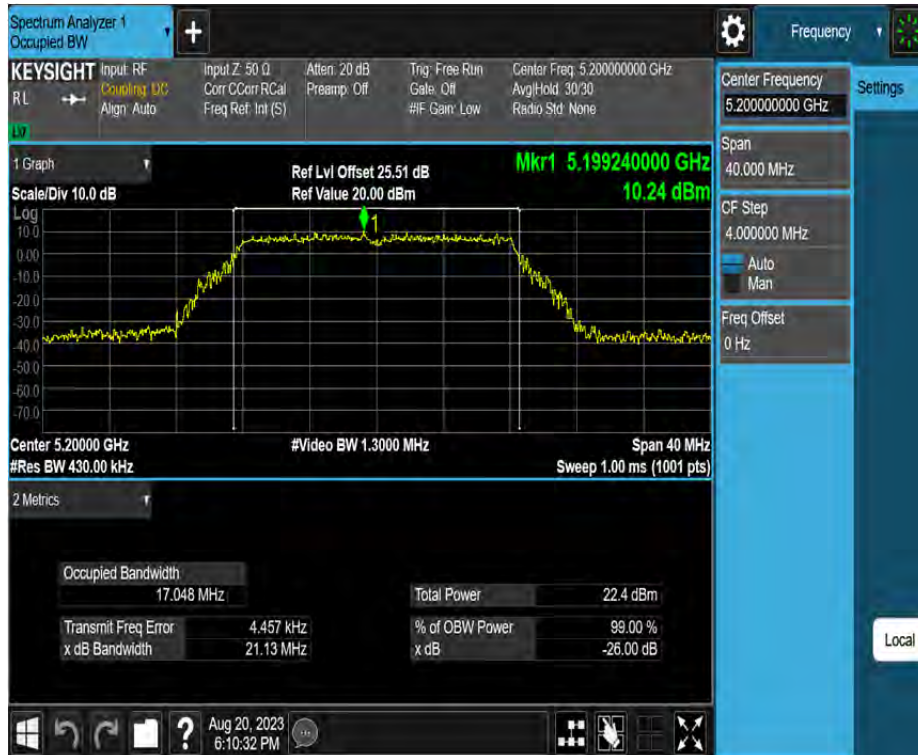 Spectrum Analyzer 1
Occupied BW
+
Frequency
KEYSIGHT
RL
Input: RF
Coupling: DC
Align: Auto
Input Z: 50 Ω
Corr CCorr RCal
Freq Ref: Int (S)
Atten: 20 dB
Preamp: Off
Trig: Free Run
Gate: Off
#IF Gain: Low
Center Freq: 5.200000000 GHz
Avg|Hold: 30/30
Radio Std: None
Center Frequency
5.200000000 GHz
Settings
Span
40.000 MHz
CF Step
4.000000 MHz
Auto
Man
Freq Offset
0 Hz
Local
1 Graph
Scale/Div 10.0 dB
Ref Lvl Offset 25.51 dB
Ref Value 20.00 dBm
Mkr1 5.199240000 GHz
10.24 dBm
Log
10.0
0.00
-10.0
-20.0
-30.0
-40.0
-50.0
-60.0
-70.0
1
Center 5.20000 GHz
#Res BW 430.00 kHz
#Video BW 1.3000 MHz
Span 40 MHz
Sweep 1.00 ms (1001 pts)
2 Metrics
Occupied Bandwidth
17.048 MHz
Total Power 22.4 dBm
Transmit Freq Error 4.457 kHz
% of OBW Power 99.00 %
x dB Bandwidth 21.13 MHz
x dB -26.00 dB
?
Aug 20, 2023
6:10:32 PM